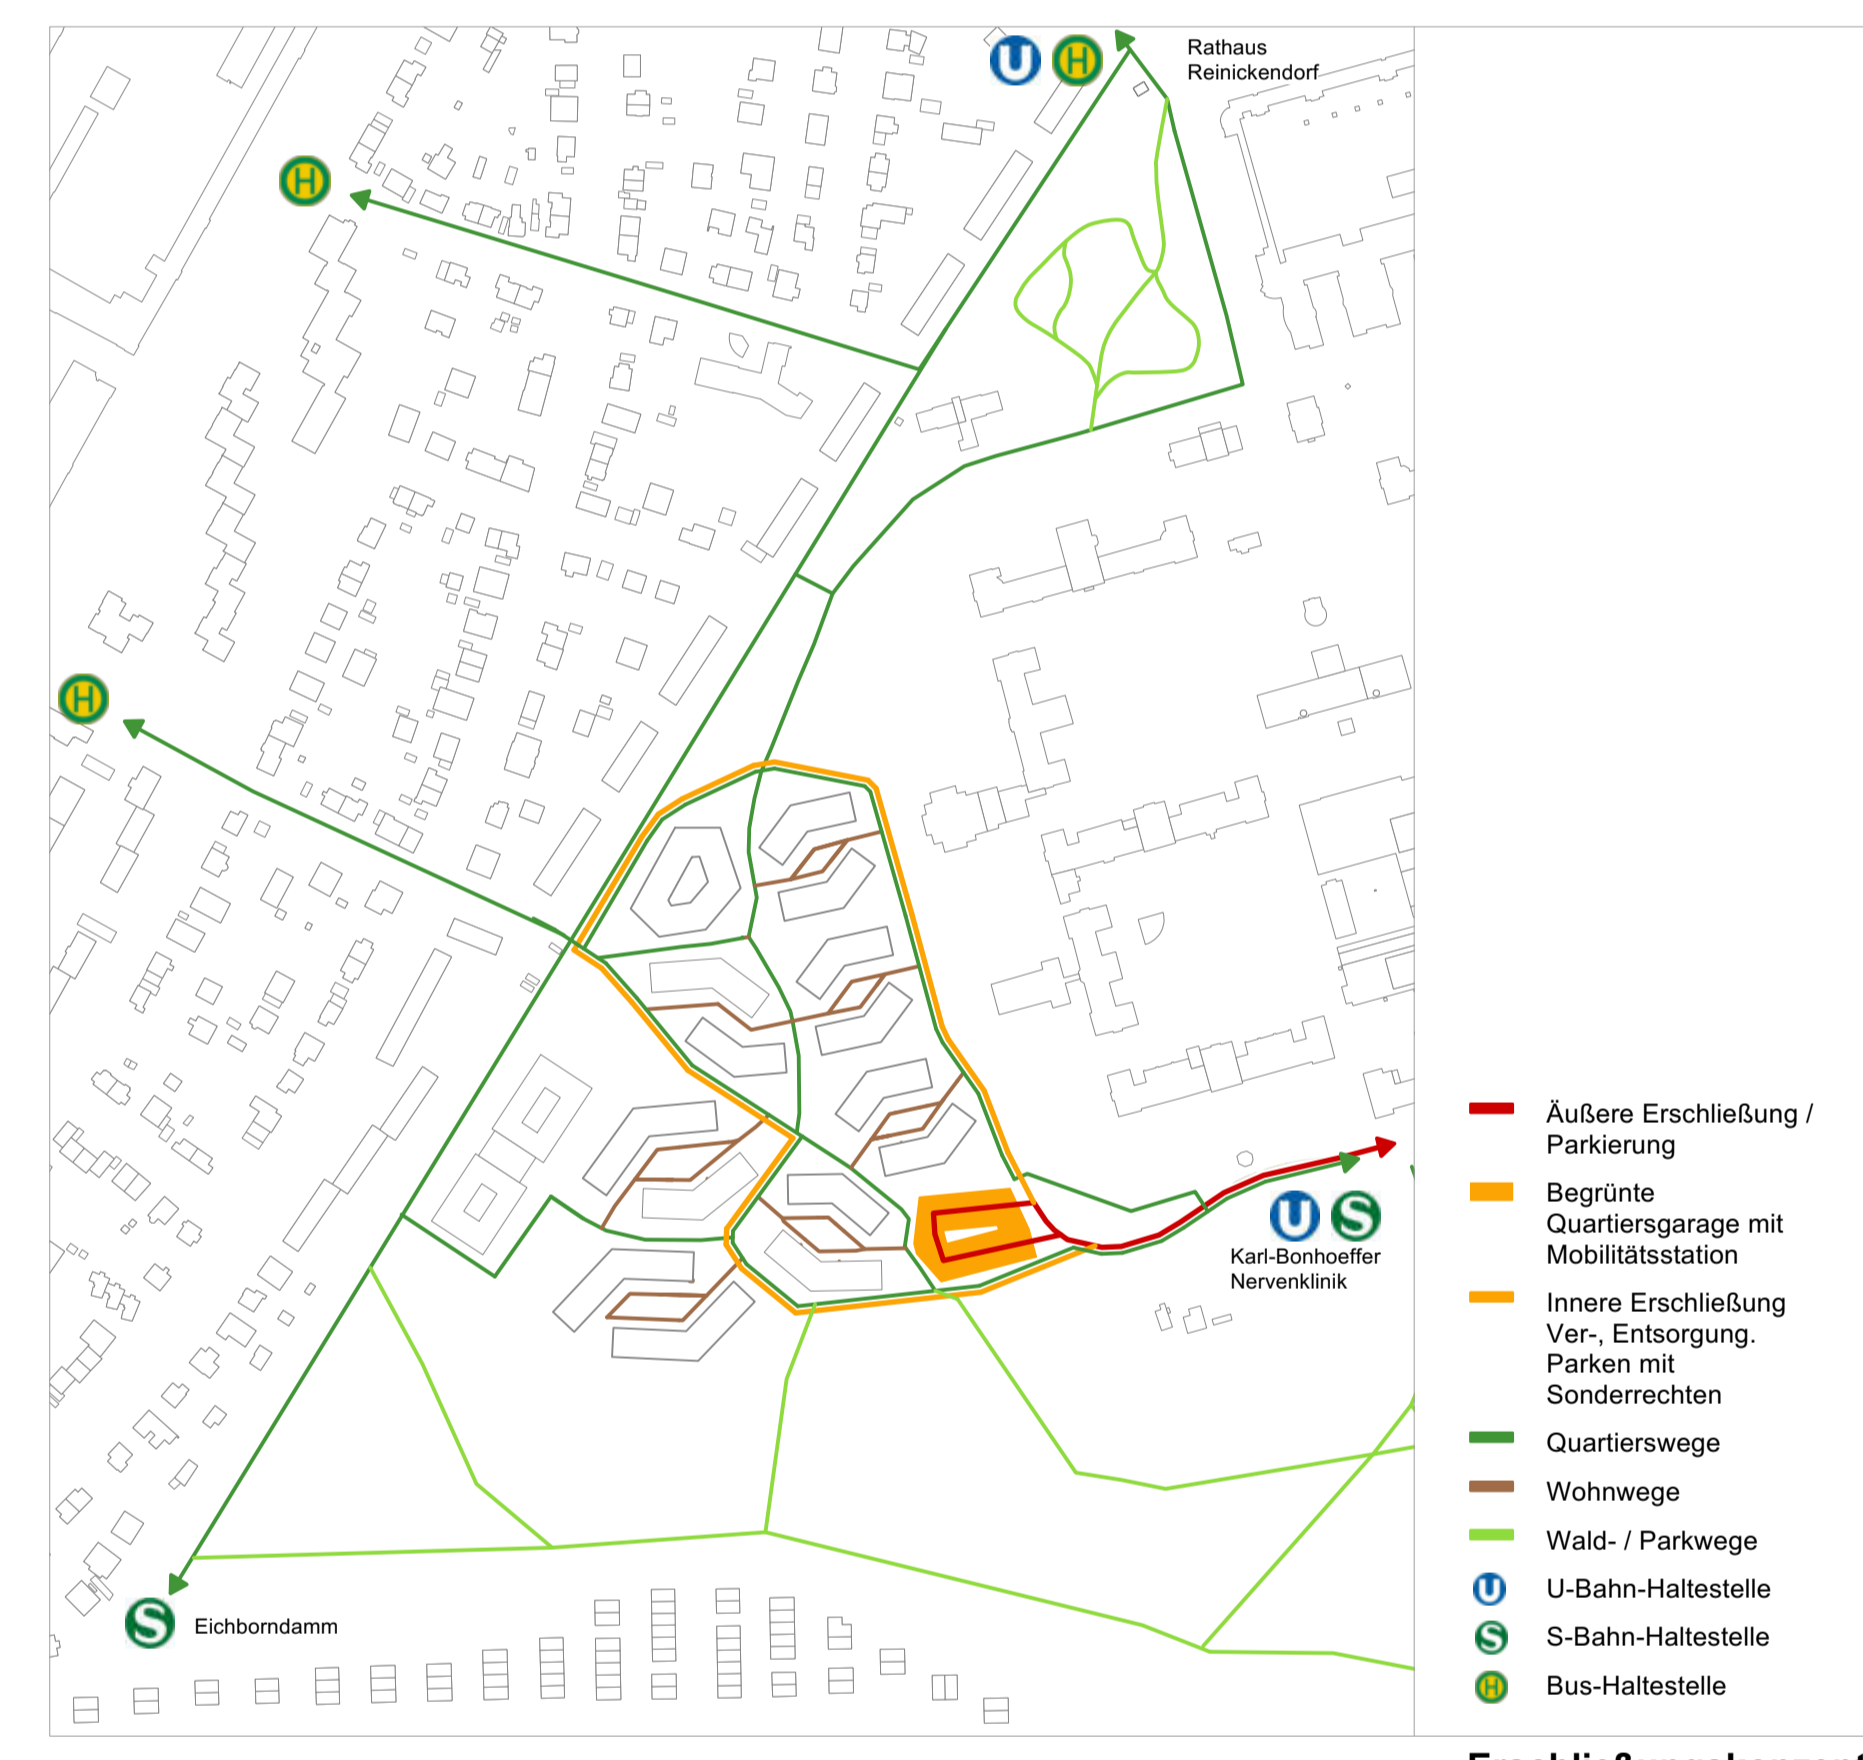 U H Rathaus
Reinickendorf
H
H
U S
Karl-Bonhoeffer
Nervenklinik
S Eichborndamm
Äußere Erschließung /
Parkierung
Begrünte
Quartiersgarage mit
Mobilitätsstation
Innere Erschließung
Ver-, Entsorgung.
Parken mit
Sonderrechten
Quartierswege
Wohnwege
Wald- / Parkwege
U U-Bahn-Haltestelle
S S-Bahn-Haltestelle
H Bus-Haltestelle